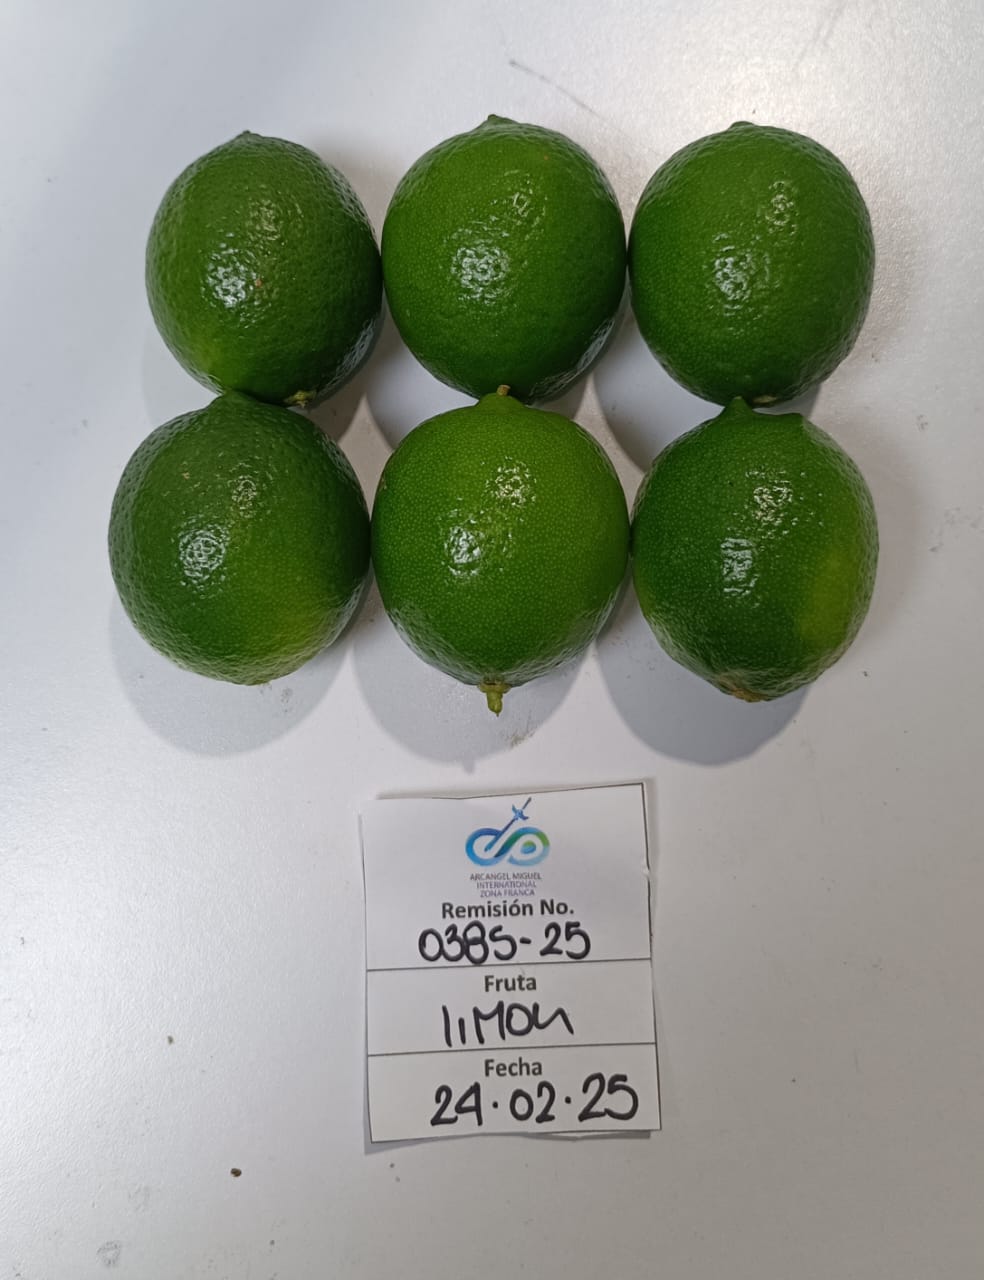 ARCANGEL MIGUEL
INTERNATIONAL
ZONA FRANCA
Remisión No.
0385-25
Fruta
lIMON
Fecha
24.02.25